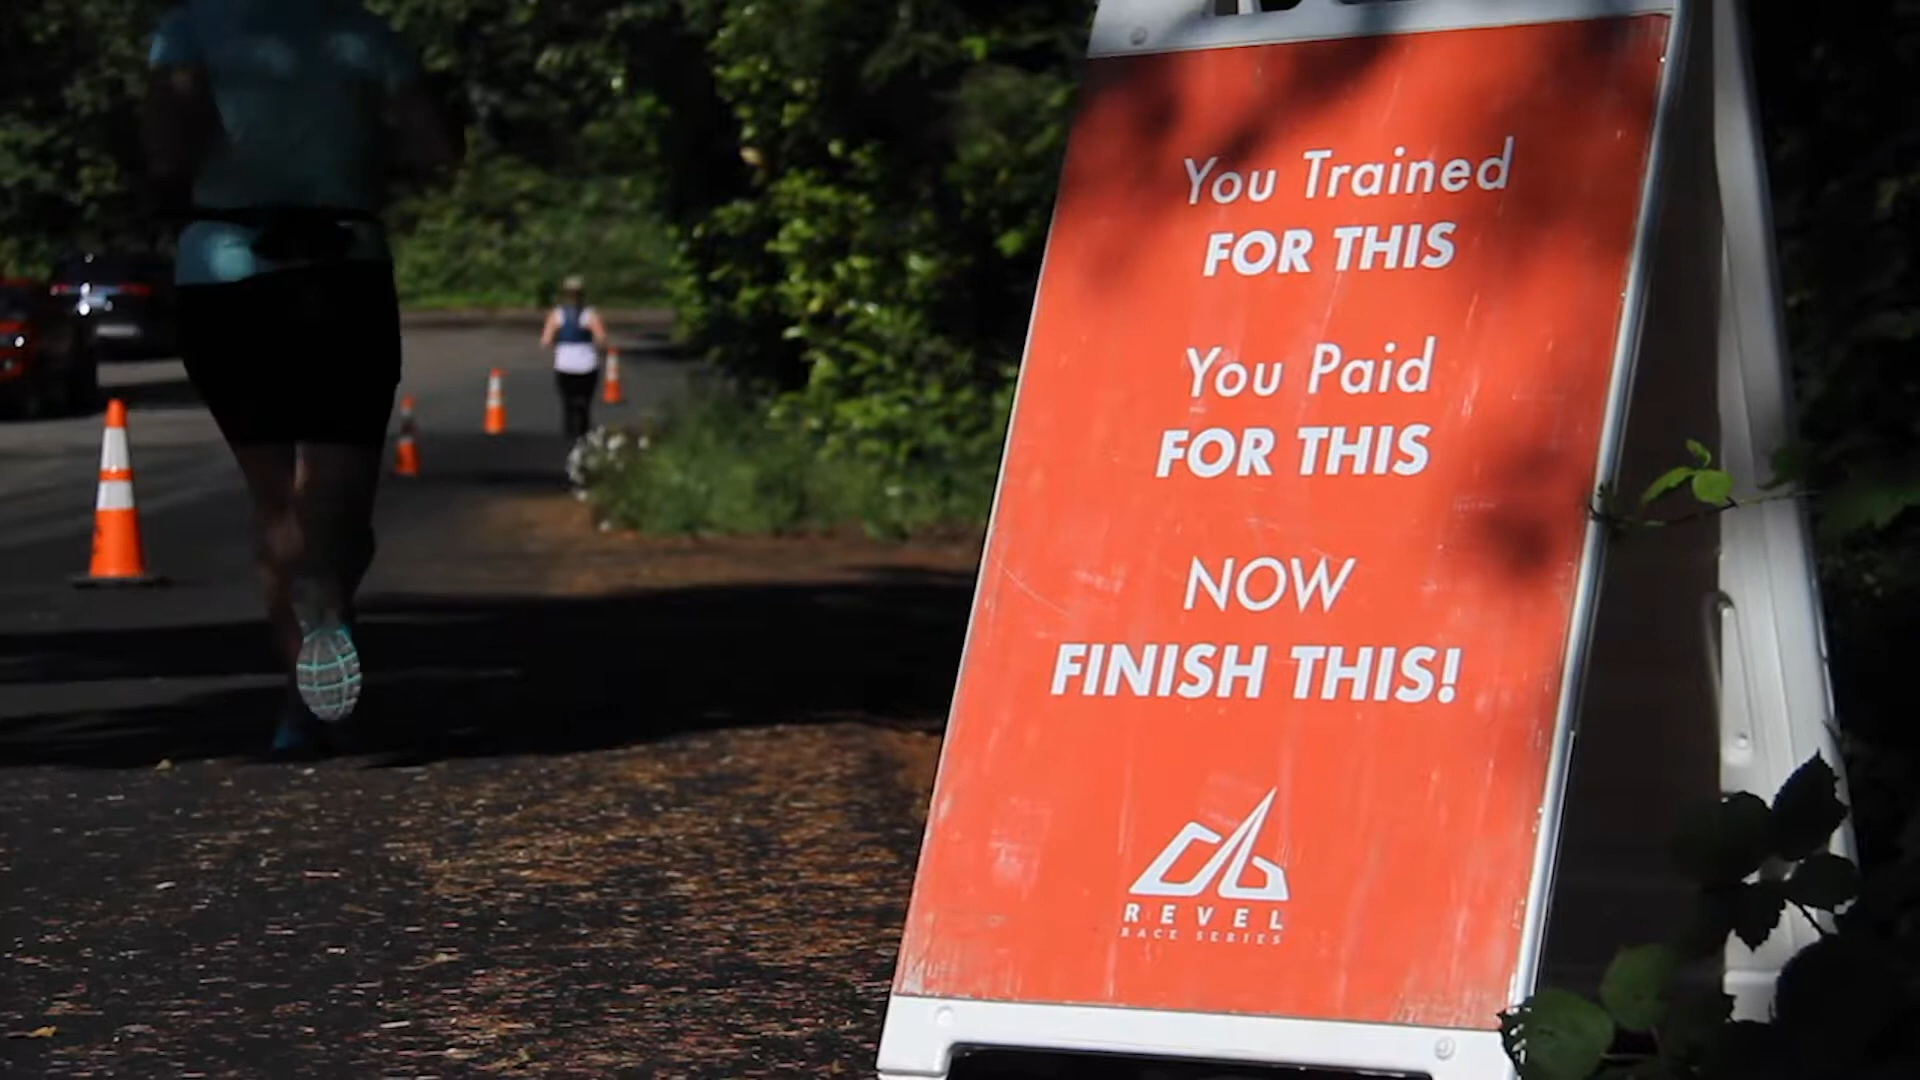 You Trained
FOR THIS
You Paid
FOR THIS
NOW
FINISH THIS!
REVEL
RACE SERIES